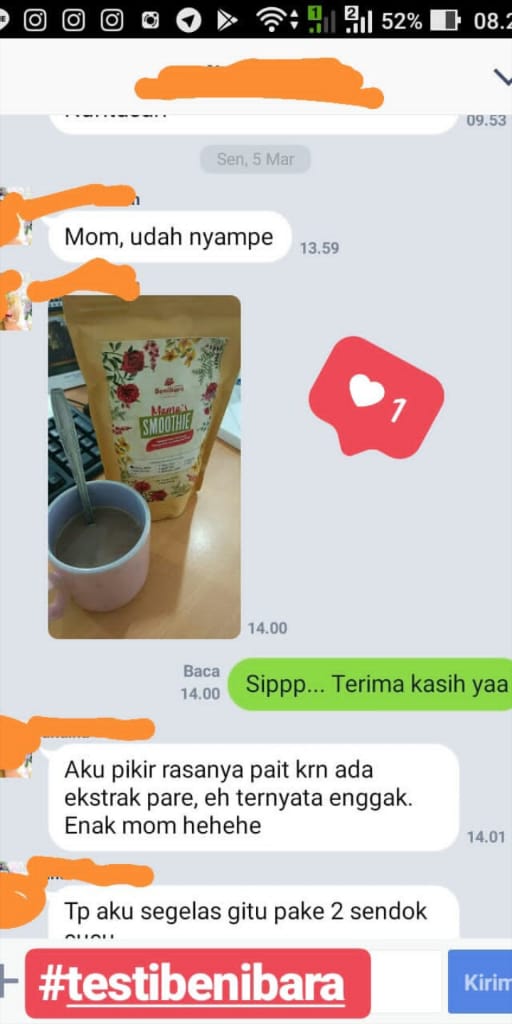 52% 08.2
09.53
Sen, 5 Mar
Mom, udah nyampe
13.59
Benibara
Mama's
SMOOTHIE
1
14.00
Baca
14.00
Sippp... Terima kasih yaa
Aku pikir rasanya pait krn ada
ekstrak pare, eh ternyata enggak.
Enak mom hehehe
14.01
Tp aku segelas gitu pake 2 sendok
#testibenibara
Kirim